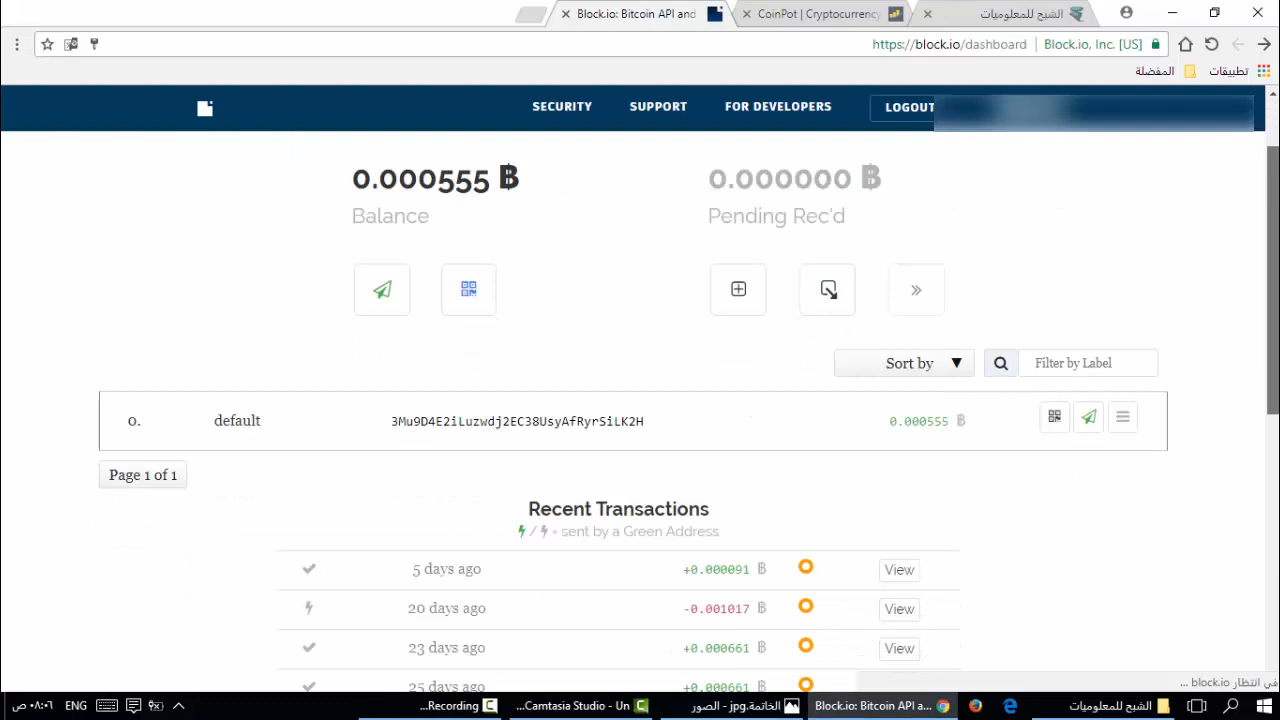 Block.io: Bitcoin API and
CoinPot | Cryptocurrency
الشبح للمعلوميات
https://block.io/dashboard
Block.io, Inc. [US]
المفضلة
تطبيقات
SECURITY
SUPPORT
FOR DEVELOPERS
LOGOUT
0.000555 ฿
0.000000 ฿
Balance
Pending Rec'd
Sort by ▼
Filter by Label
0. default 3Mu9D4E2iLuzwdj2EC38UsyAfRyrSiLK2H 0.000555 ฿
Page 1 of 1
Recent Transactions
/ = sent by a Green Address
5 days ago +0.000091 ฿ View
20 days ago -0.001017 ฿ View
23 days ago +0.000661 ฿ View
25 days ago +0.000661 ฿
في انتظار block.io ...
٠٨:٠٦ ص
ENG
Recording...
Camtasia Studio - Un...
الخاتمة.jpg - الصور
Block.io: Bitcoin API a...
الشبح للمعلوميات